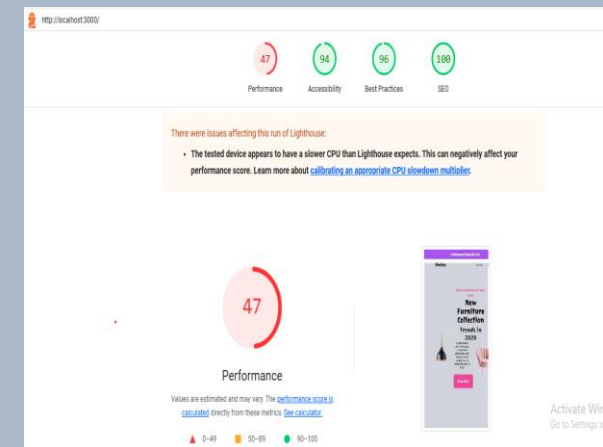 http://localhost:3000/
47
94
96
100
Performance
Accessibility
Best Practices
SEO
There were issues affecting this run of Lighthouse:
• The tested device appears to have a slower CPU than Lighthouse expects. This can negatively affect your
performance score. Learn more about calibrating an appropriate CPU slowdown multiplier.
47
Performance
Values are estimated and may vary. The performance score is
calculated directly from these metrics. See calculator.
0–49
50–89
90–100
New
Furniture
Collection
Trends in
2020
Activate Win
Go to Settings t